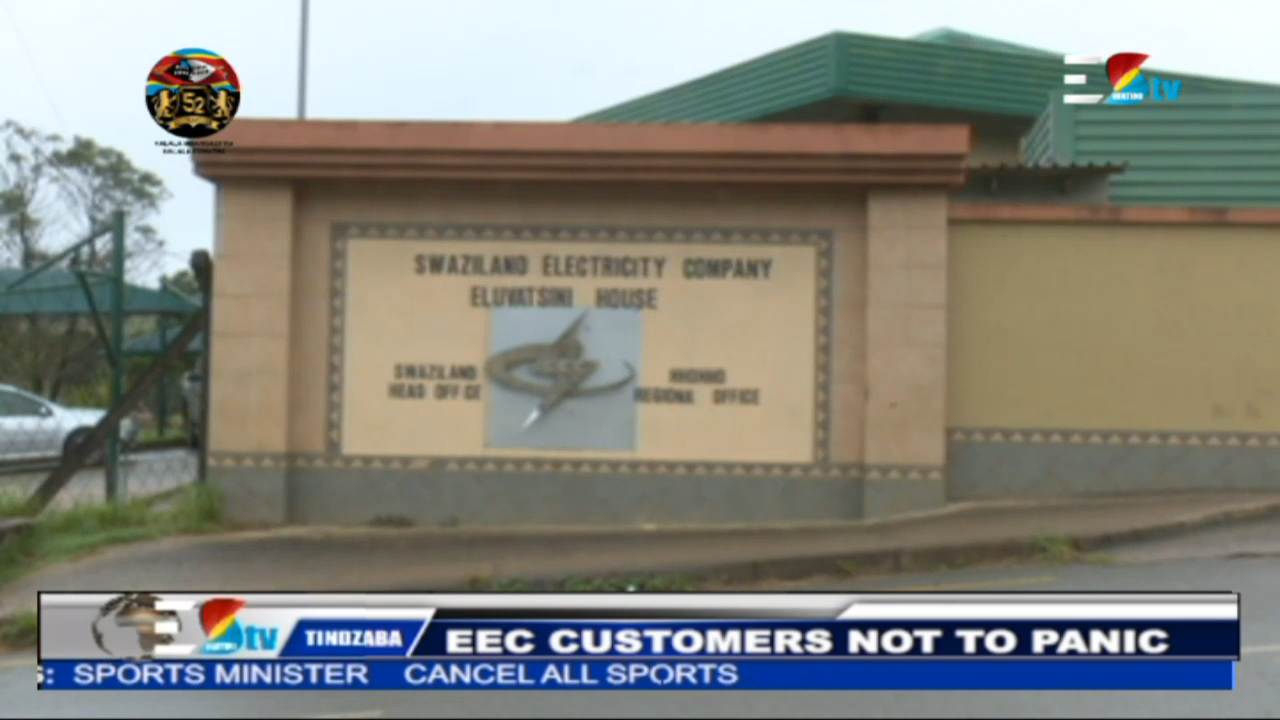 52
tv
SWAZILAND ELECTRICITY COMPANY
ELUVATSINI HOUSE
SWAZILAND
HEAD OFFICE
HHOHHO
REGIONAL OFFICE
tv
TINDZABA
EEC CUSTOMERS NOT TO PANIC
S: SPORTS MINISTER CANCEL ALL SPORTS